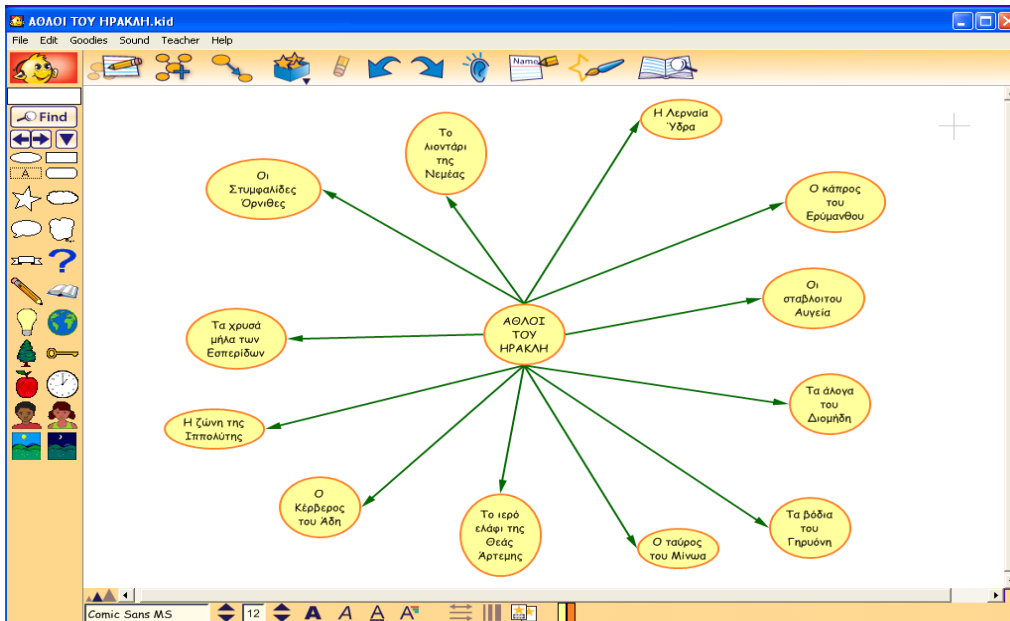 ΑΘΛΟΙ ΤΟΥ ΗΡΑΚΛΗ.kid
File Edit Goodies Sound Teacher Help
Name
Find
A
Η Λερναία
Ύδρα
Το
λιοντάρι
της
Νεμέας
Οι
Στυμφαλίδες
Όρνιθες
Ο κάπρος
του
Ερύμανθου
Οι
σταβλοιτου
Αυγεία
ΑΘΛΟΙ
ΤΟΥ
ΗΡΑΚΛΗ
Τα χρυσά
μήλα των
Εσπερίδων
Τα άλογα
του
Διομήδη
Η ζώνη της
Ιππολύτης
Ο
Κέρβερος
του Άδη
Το ιερό
ελάφι της
Θεάς
Άρτεμης
Ο ταύρος
του Μίνωα
Τα βόδια
του
Γηρυόνη
Comic Sans MS 12 A A A A